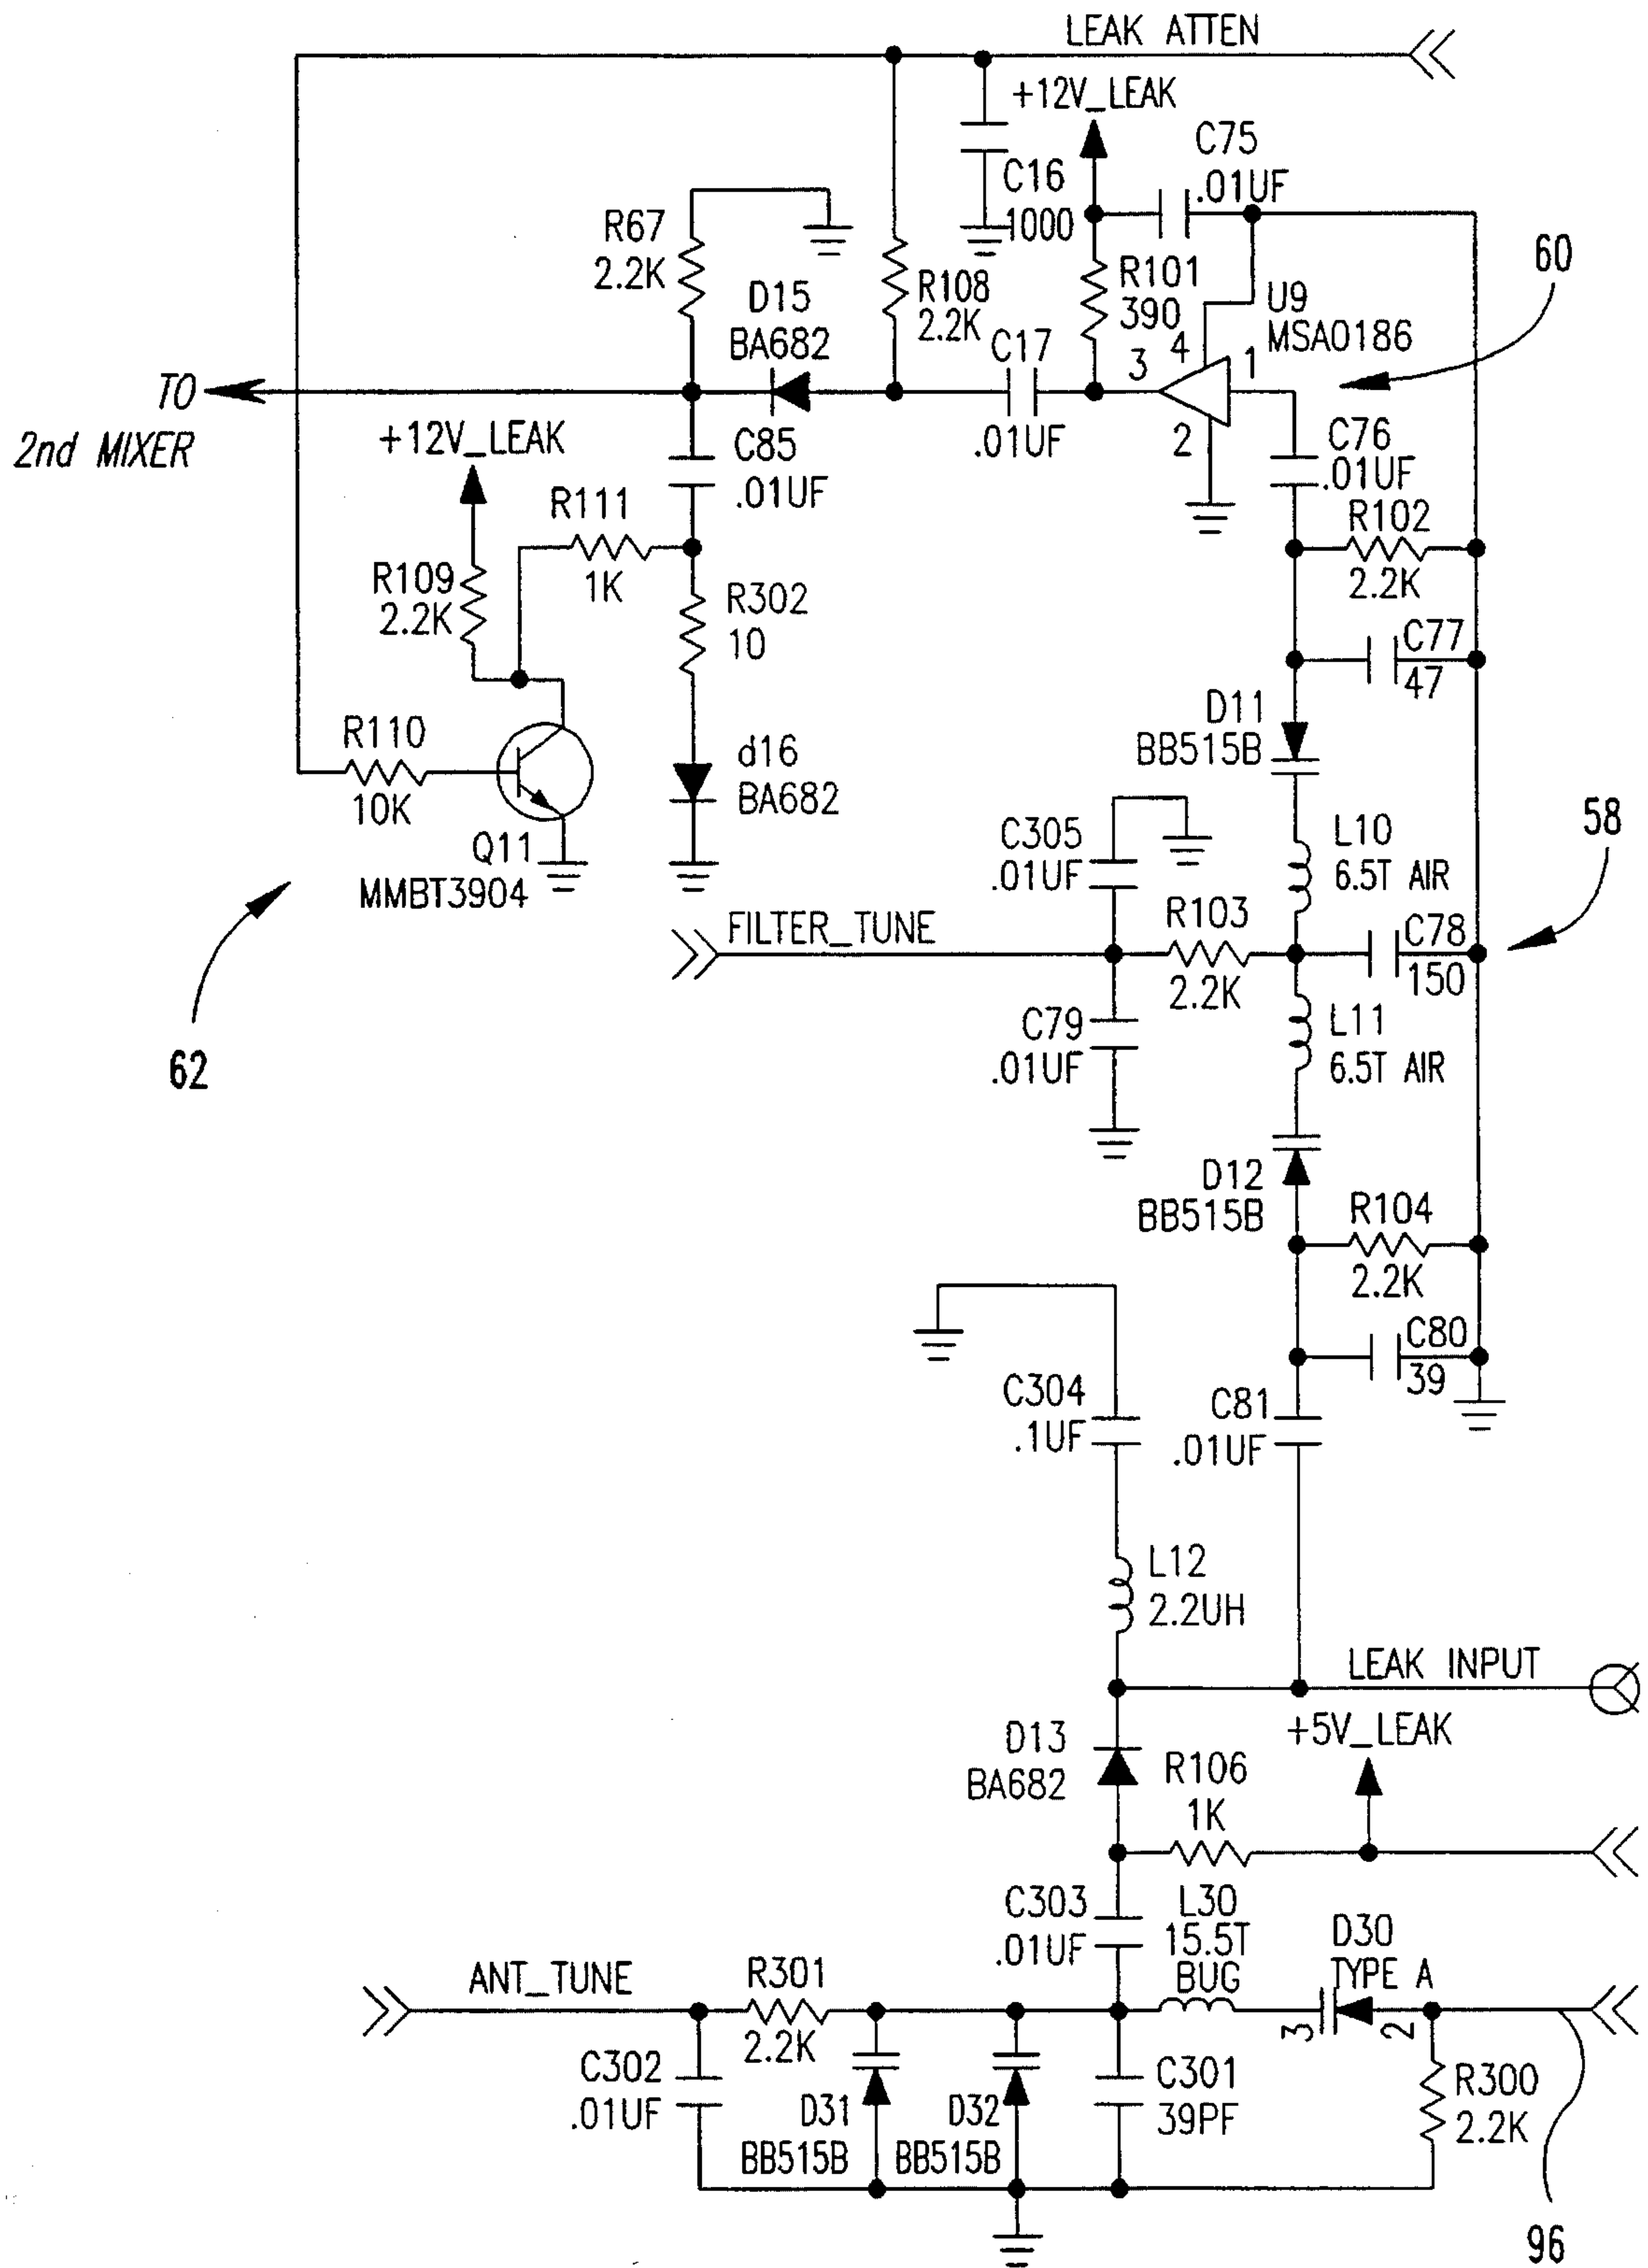 LEAK ATTEN
+12V_LEAK
C75
.01UF
C16
1000
R67
2.2K
D15
BA682
R108
2.2K
R101
390
C17
.01UF
U9
MSA0186
3
4
1
2
60
TO
2nd MIXER
+12V_LEAK
C85
.01UF
C76
.01UF
R111
1K
R102
2.2K
R109
2.2K
R302
10
C77
47
R110
10K
d16
BA682
D11
BB515B
Q11
MMBT3904
C305
.01UF
L10
6.5T AIR
58
62
FILTER_TUNE
R103
2.2K
C78
150
C79
.01UF
L11
6.5T AIR
D12
BB515B
R104
2.2K
C304
.1UF
C81
.01UF
C80
39
L12
2.2UH
LEAK INPUT
D13
BA682
R106
1K
+5V_LEAK
C303
.01UF
L30
15.5T
BUG
D30
TYPE A
ANT_TUNE
R301
2.2K
3
2
C302
.01UF
D31
BB515B
D32
BB515B
C301
39PF
R300
2.2K
96